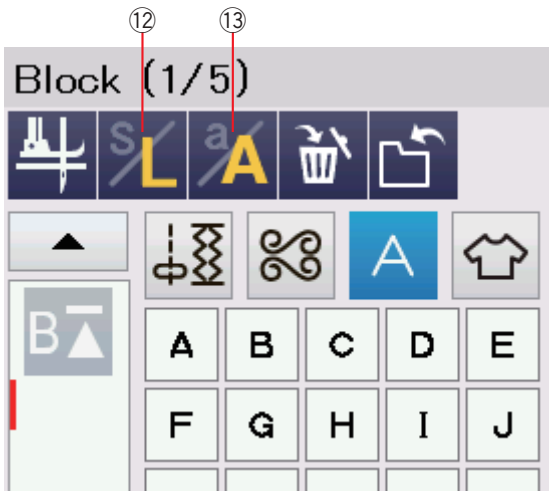 ⑫ ⑬
Block (1/5)
S/L a/A
A
B
A B C D E
F G H I J